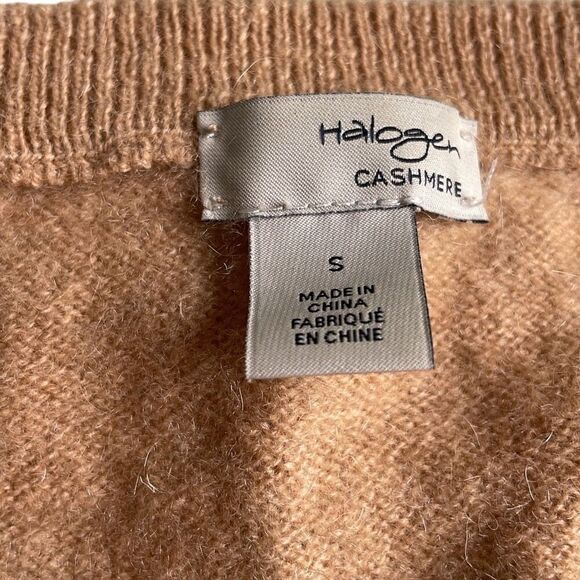 Halogen
CASHMERE
S
MADE IN
CHINA
FABRIQUÉ
EN CHINE